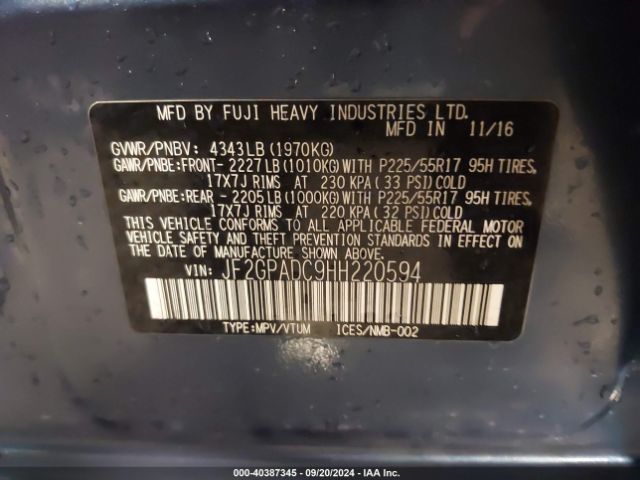 MFD BY FUJI HEAVY INDUSTRIES LTD.
MFD IN 11/16
GVWR/PNBV: 4343LB(1970KG)
GAWR/PNBE:FRONT- 2227LB(1010KG)WITH P225/55R17 95H TIRES,
17X7J RIMS AT 230 KPA(33 PSI)COLD
GAWR/PNBE:REAR - 2205LB(1000KG)WITH P225/55R17 95H TIRES,
17X7J RIMS AT 220 KPA(32 PSI)COLD
THIS VEHICLE CONFORMS TO ALL APPLICABLE FEDERAL MOTOR
VEHICLE SAFETY AND THEFT PREVENTION STANDARDS IN EFFECT ON
THE DATE OF MANUFACTURE SHOWN ABOVE.
VIN: JF2GPADC9HH220594
TYPE:MPV/VTUM ICES/NMB-002
000-40387345 - 09/20/2024 - IAA Inc.